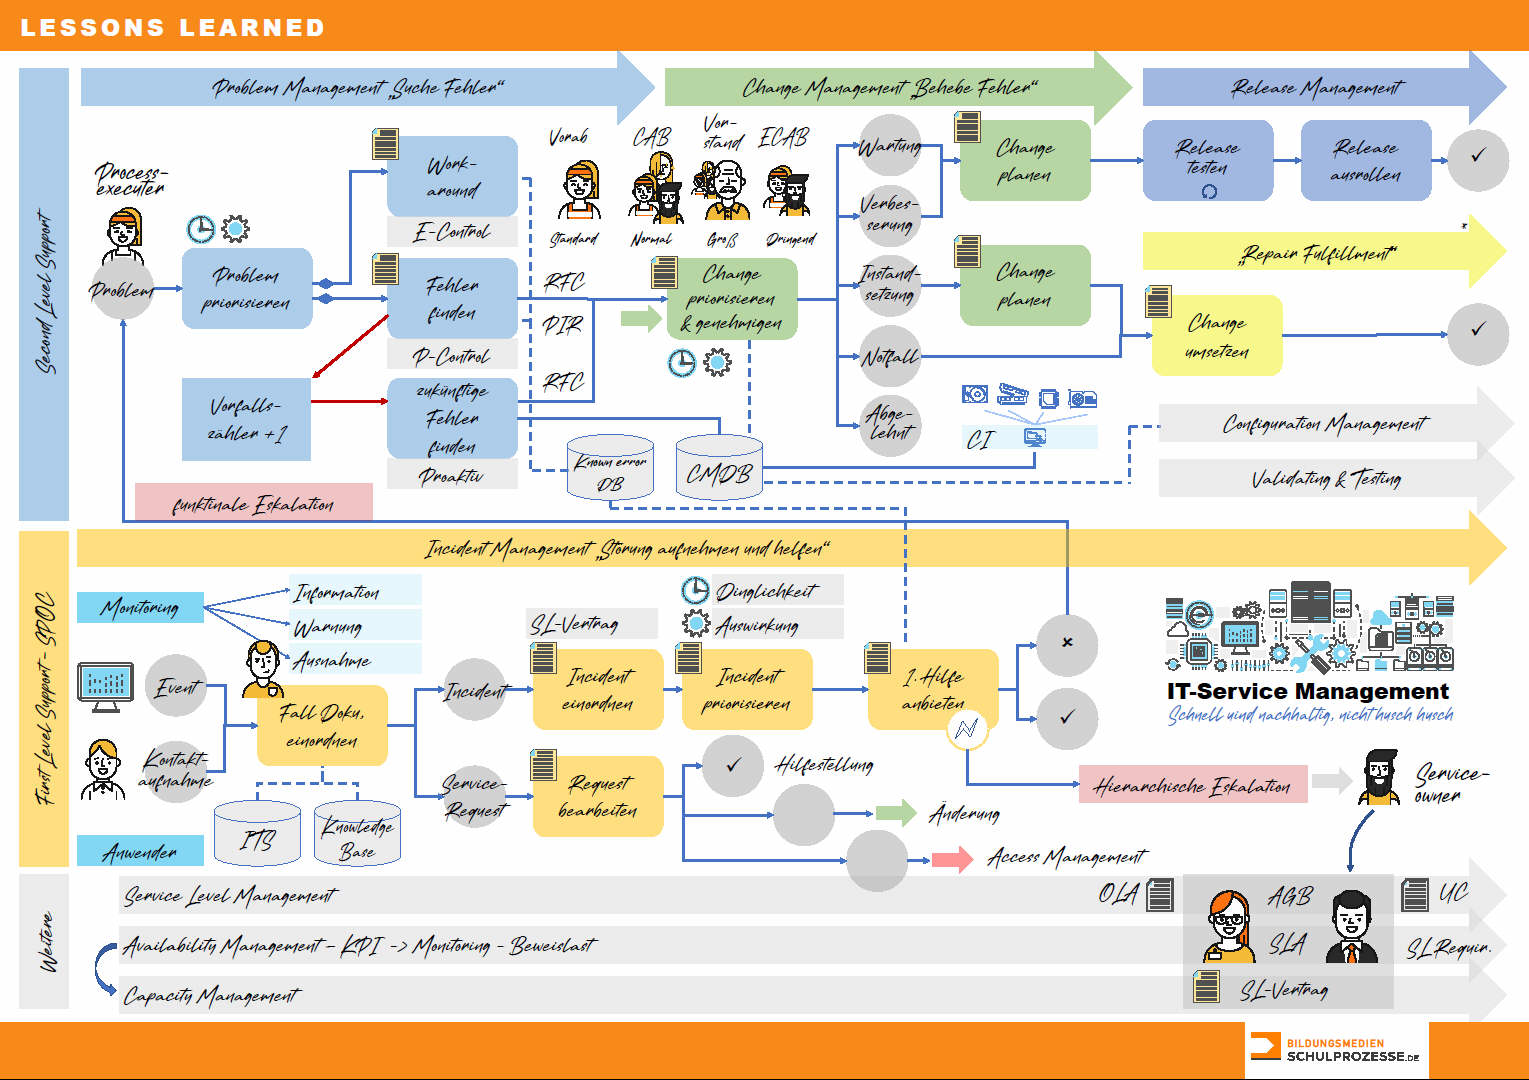 LESSONS LEARNED
Second Level Support
Problem Management „Suche Fehler“
Change Management „Behebe Fehler“
Release Management
Process-
executer
Problem
Problem
priorisieren
Work-
around
E-Control
Fehler
finden
P-Control
Vorfalls-
zähler +1
zukünftige
Fehler
finden
Proaktiv
funktinale Eskalation
Vorab
CAB
Vor-
stand
ECAB
Standard
Normal
Groß
Dringend
RFC
PIR
RFC
Change
priorisieren
& genehmigen
Known error
DB
CMDB
Wartung
Verbes-
serung
Instand-
setzung
Notfall
Abge-
lehnt
Change
planen
Change
planen
CI
Release
testen
Release
ausrollen
✓
*
„Repair Fulfillment“
Change
umsetzen
✓
Configuration Management
Validating & Testing
First Level Support - SPOC
Incident Management „Störung aufnehmen und helfen“
Monitoring
Information
Warnung
Ausnahme
Event
Kontakt-
aufnahme
Anwender
Fall Doku,
einordnen
ITS
Knowledge
Base
Incident
Service-
Request
SL-Vertrag
Incident
einordnen
Dinglichkeit
Auswirkung
Incident
priorisieren
1. Hilfe
anbieten
×
✓
Request
bearbeiten
✓
Hilfestellung
Änderung
Access Management
Hierarchische Eskalation
Service-
owner
IT-Service Management
Schnell uind nachhaltig, nicht husch husch
Weitere
Service Level Management
Availability Management – KPI -> Monitoring - Beweislast
Capacity Management
OLA
AGB
UC
SLA
SL Requir.
SL-Vertrag
BILDUNGSMEDIEN
SCHULPROZESSE.DE